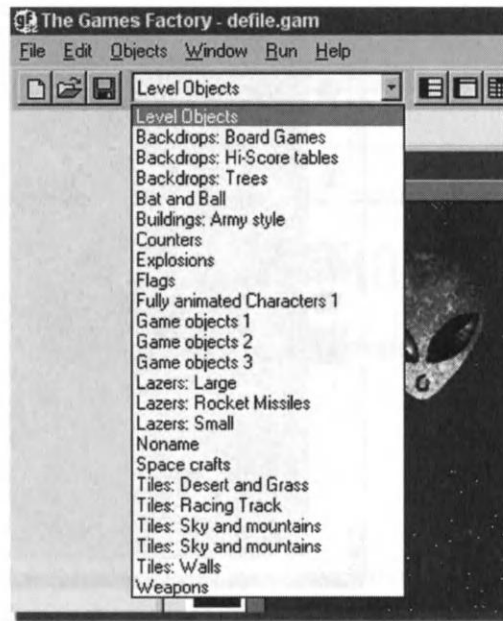 The Games Factory - defile.gam
File Edit Objects Window Run Help
Level Objects
Level Objects
Backdrops: Board Games
Backdrops: Hi-Score tables
Backdrops: Trees
Bat and Ball
Buildings: Army style
Counters
Explosions
Flags
Fully animated Characters 1
Game objects 1
Game objects 2
Game objects 3
Lazers: Large
Lazers: Rocket Missiles
Lazers: Small
Noname
Space crafts
Tiles: Desert and Grass
Tiles: Racing Track
Tiles: Sky and mountains
Tiles: Sky and mountains
Tiles: Walls
Weapons